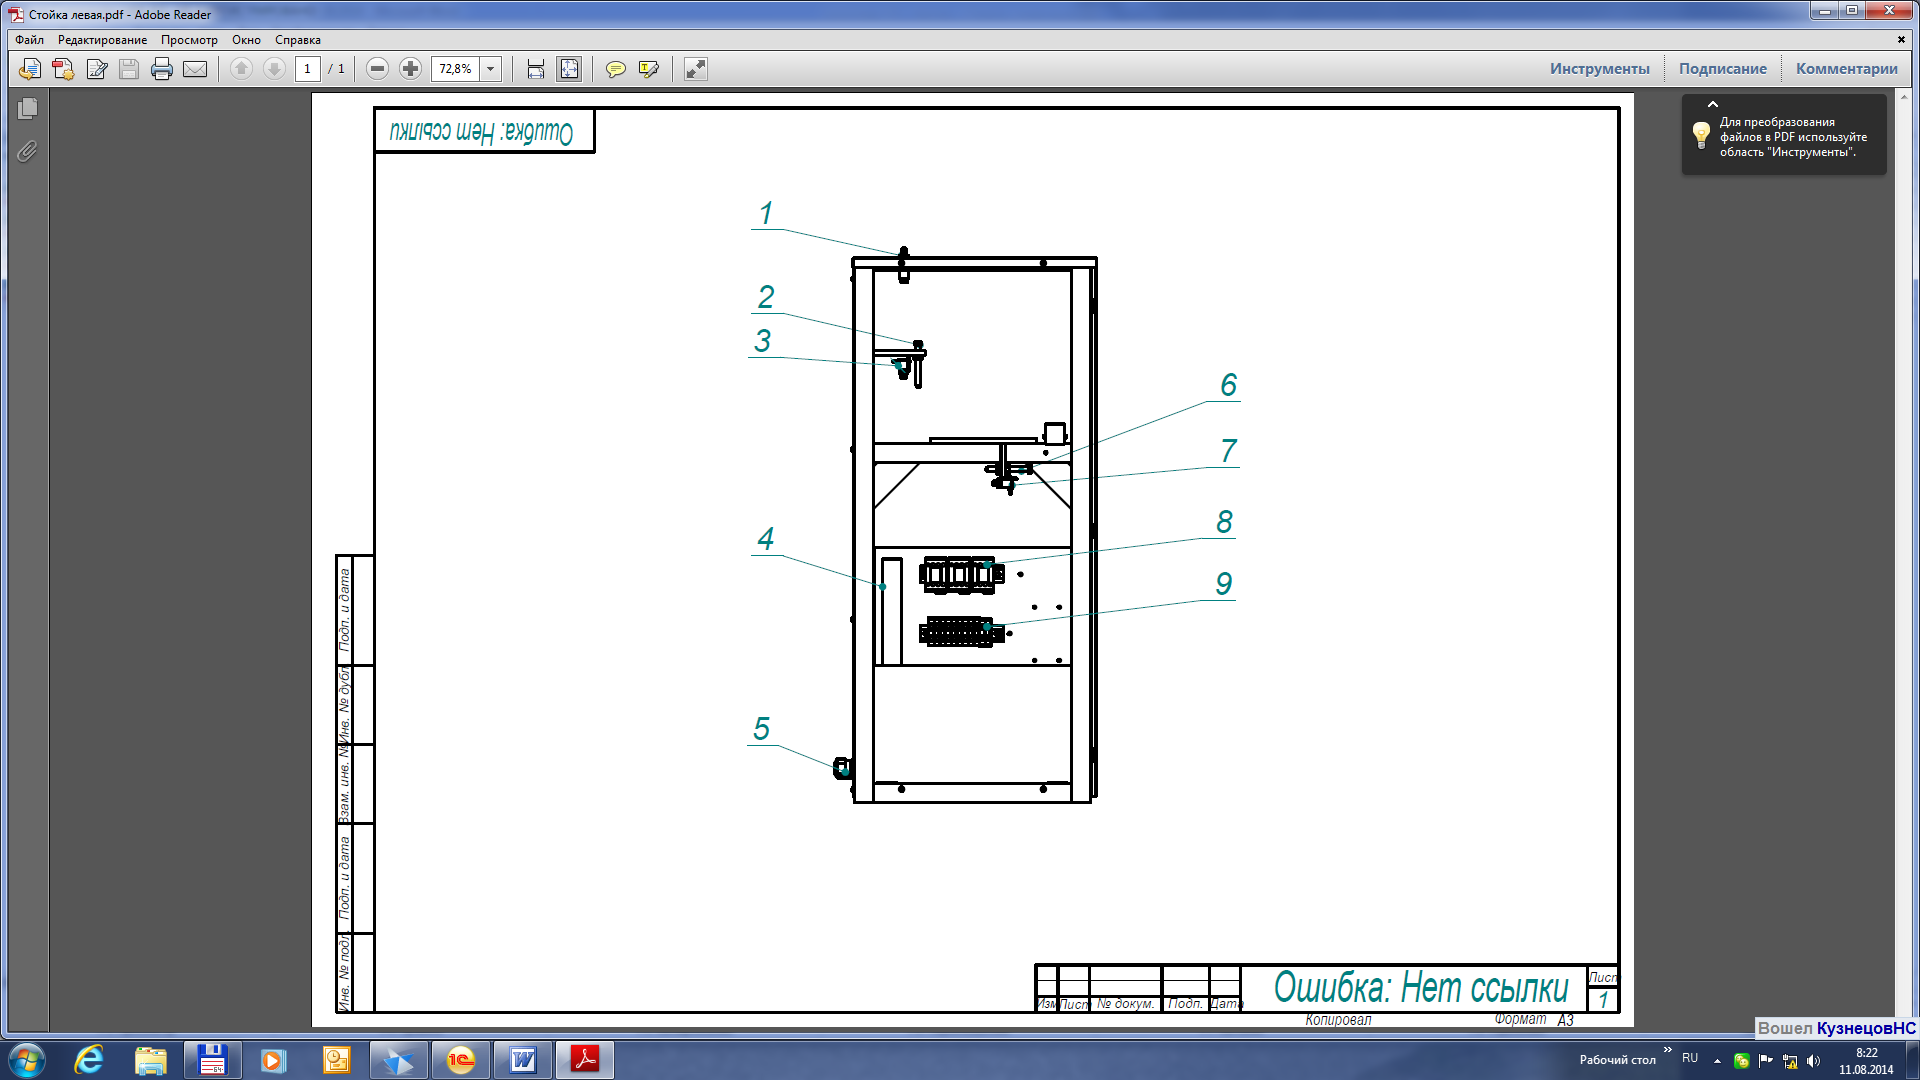 Стойка левая.pdf - Adobe Reader
Файл Редактирование Просмотр Окно Справка
1 / 1 72,8% Инструменты Подписание Комментарии
Для преобразования
файлов в PDF используйте
область "Инструменты".
Ошибка: Нет ссылки
1
2
3
4
5
6
7
8
9
Подп. и дата
Инв. № дубл.
Взам. инв. №
Подп. и дата
Инв. № подл.
Изм Лист № докум. Подп. Дата
Ошибка: Нет ссылки
Лист
1
Копировал Формат А3
Вошел КузнецовНС
64
1С
Рабочий стол » RU
8:22
11.08.2014